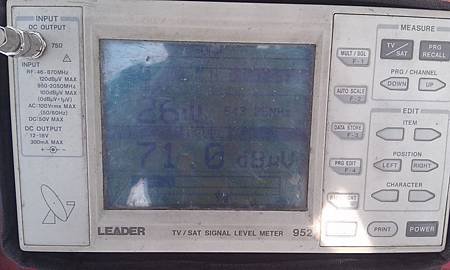 INPUT
DC OUTPUT
75Ω
INPUT
RF:46-870MHz
120dBμV MAX
950-2050MHz
100dBμV MAX
(0dBμV=1μV)
AC:100Vrms MAX
(50/60Hz)
DC:50V MAX
DC OUTPUT
12-18V
300mA MAX
71.0 dBμV
LEADER
TV / SAT SIGNAL LEVEL METER 952
MULTI / SGL
F-1
AUTO SCALE
F-2
DATA STORE
F-3
PRG EDIT
F-4
MEASURE
TV
/SAT
PRG
RECALL
PRG / CHANNEL
DOWN
UP
EDIT
ITEM
POSITION
LEFT
RIGHT
CHARACTER
PRINT
POWER